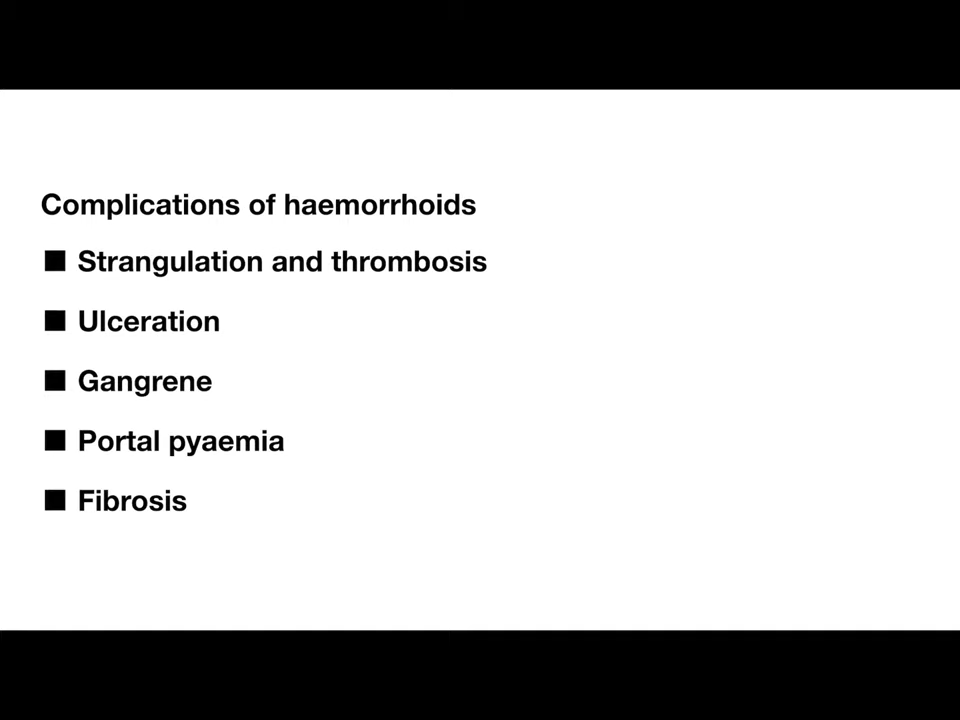 Complications of haemorrhoids
■ Strangulation and thrombosis
■ Ulceration
■ Gangrene
■ Portal pyaemia
■ Fibrosis